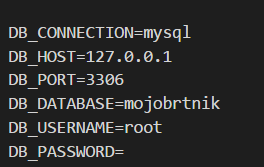 DB_CONNECTION=mysql
DB_HOST=127.0.0.1
DB_PORT=3306
DB_DATABASE=mojobrtnik
DB_USERNAME=root
DB_PASSWORD=